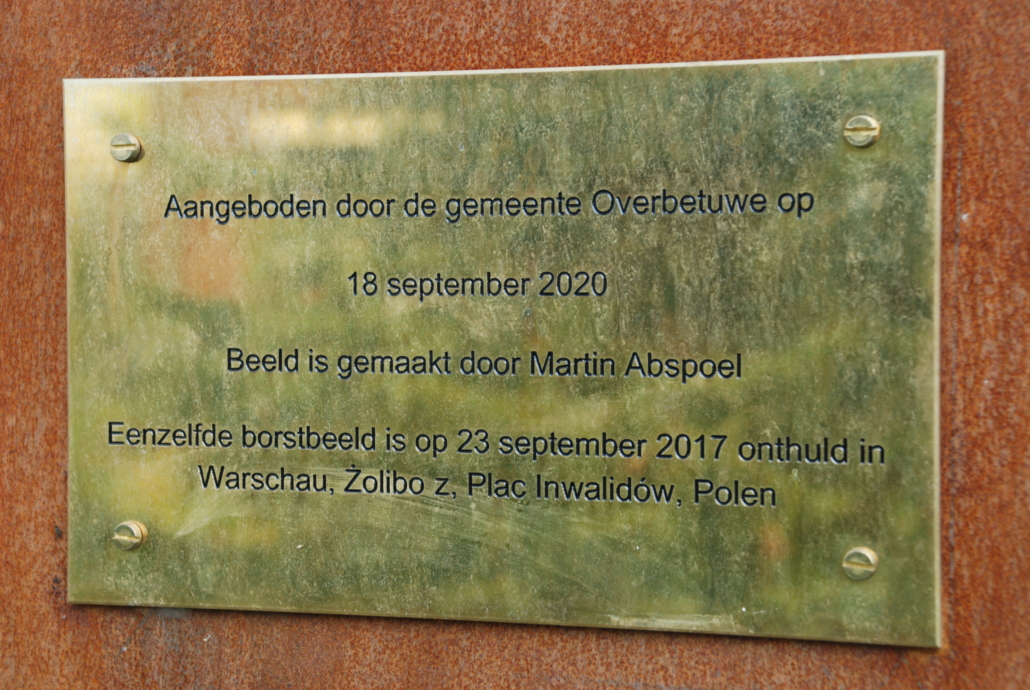 Aangeboden door de gemeente Overbetuwe op
18 september 2020
Beeld is gemaakt door Martin Abspoel
Eenzelfde borstbeeld is op 23 september 2017 onthuld in
Warschau, Żolibo z, Plac Inwalidów, Polen